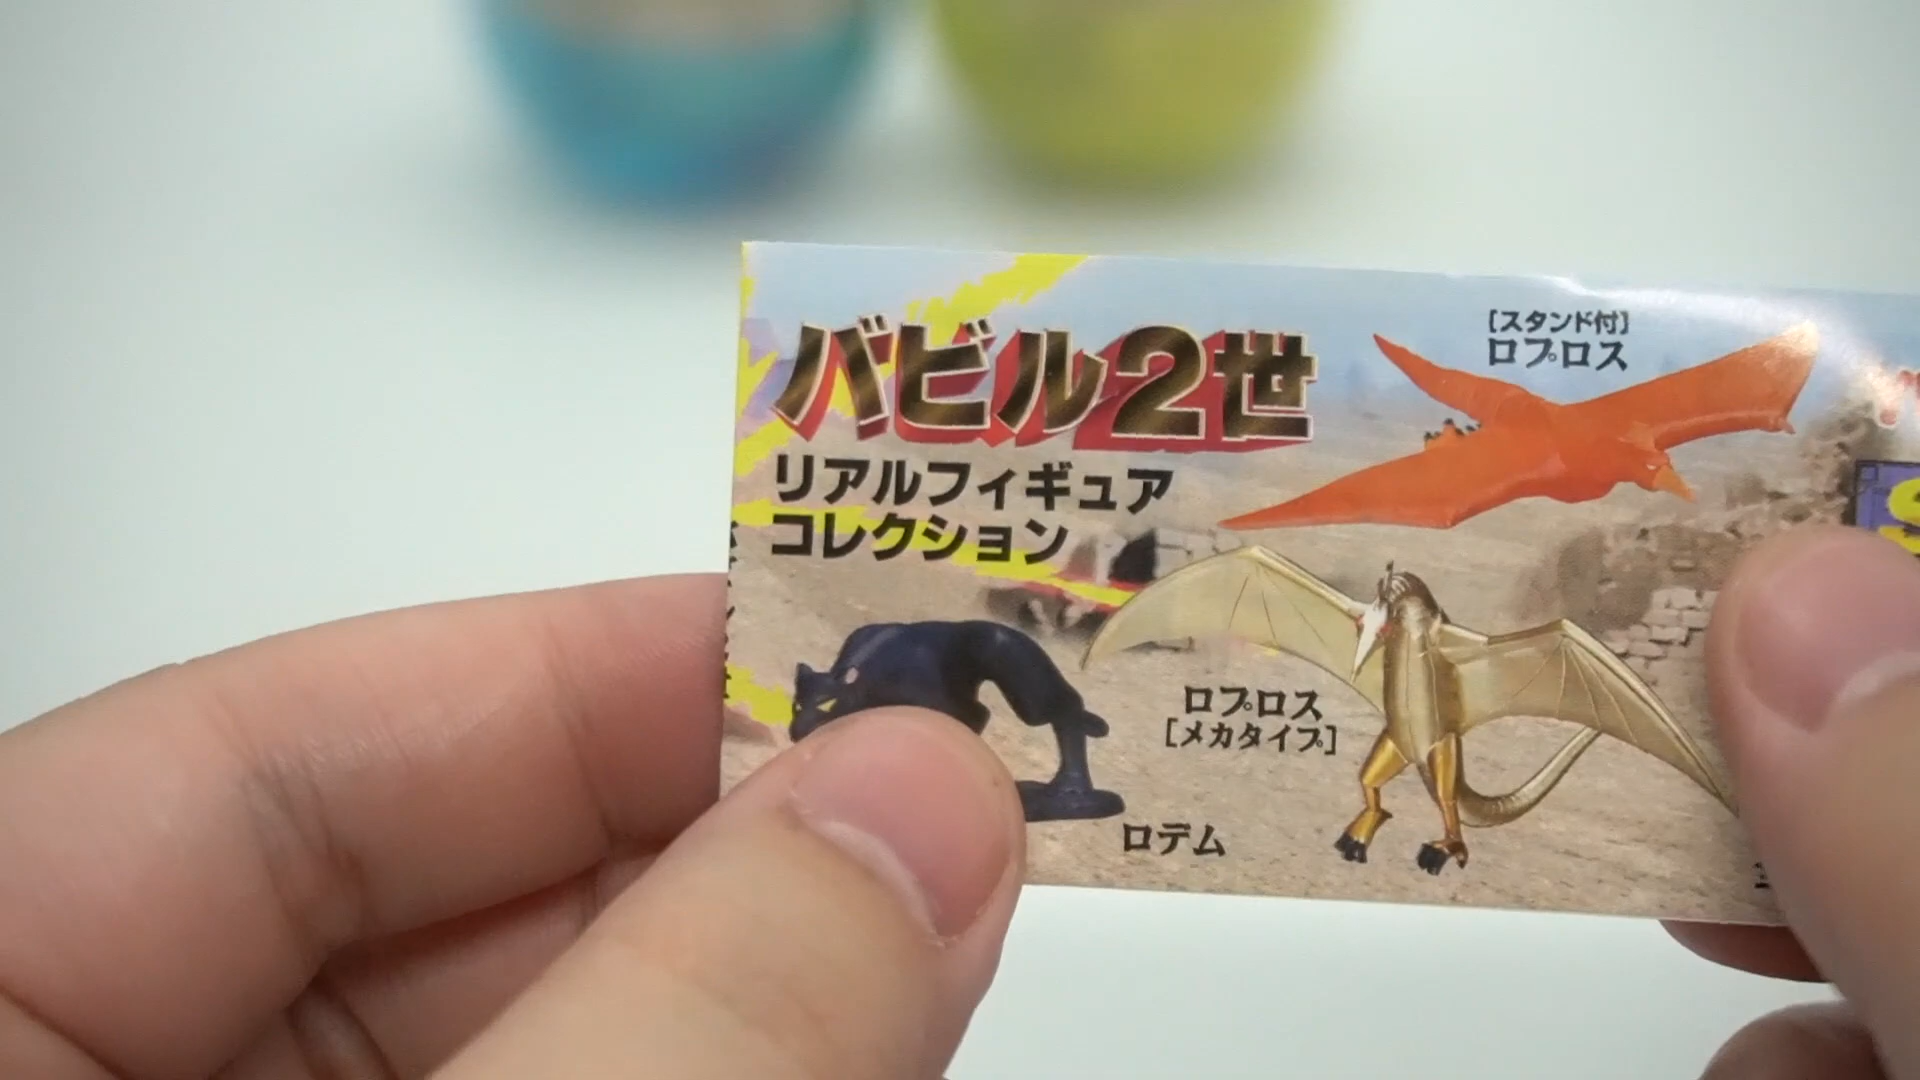 バビル2世
リアルフィギュア
コレクション
[スタンド付]
ロプロス
ロプロス
[メカタイプ]
ロデム